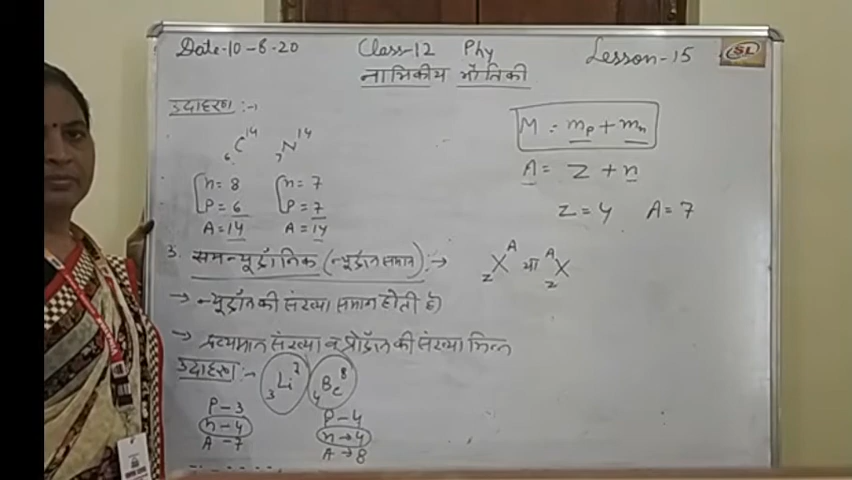 Date-10-8-20 Class-12 Phy Lesson-15
नाभिकीय भौतिकी
SL
उदाहरण :-
₆C¹⁴ ₇N¹⁴
n = 8 n = 7
P = 6 P = 7
A = 14 A = 14
M = mₚ + mₙ
A = Z + n
Z = 4 A = 7
3. समन्यूट्रॉनिक (न्यूट्रॉन समान) :→
zXᴬ या ᴬzX
→ न्यूट्रॉन की संख्या समान होती है
→ द्रव्यमान संख्या व प्रोटॉन की संख्या भिन्न
उदाहरण :- ₃Li⁷ ₄Be⁸
P - 3 P - 4
n - 4 n → 4
A - 7 A → 8